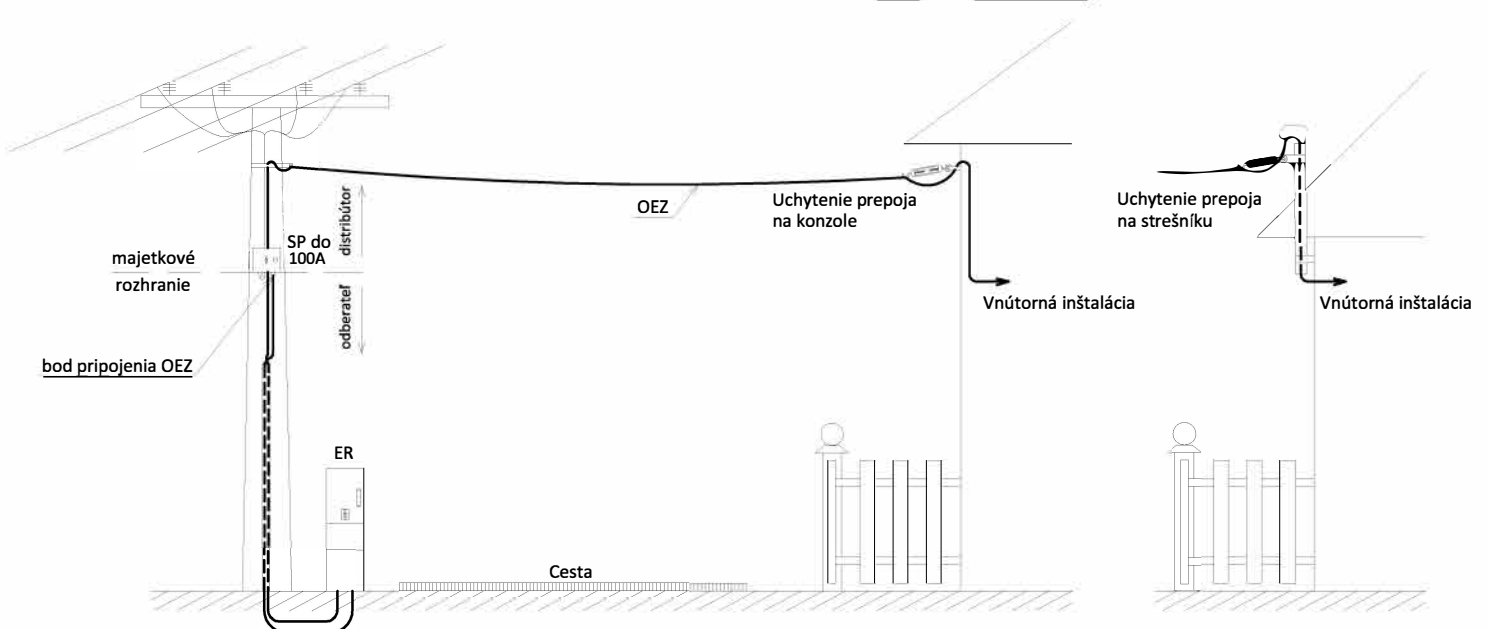 distribútor
SP do
100A
majetkové
rozhranie
odberateľ
bod pripojenia OEZ
OEZ
Uchytenie prepoja
na konzole
Vnútorná inštalácia
ER
Cesta
Uchytenie prepoja
na strešníku
Vnútorná inštalácia